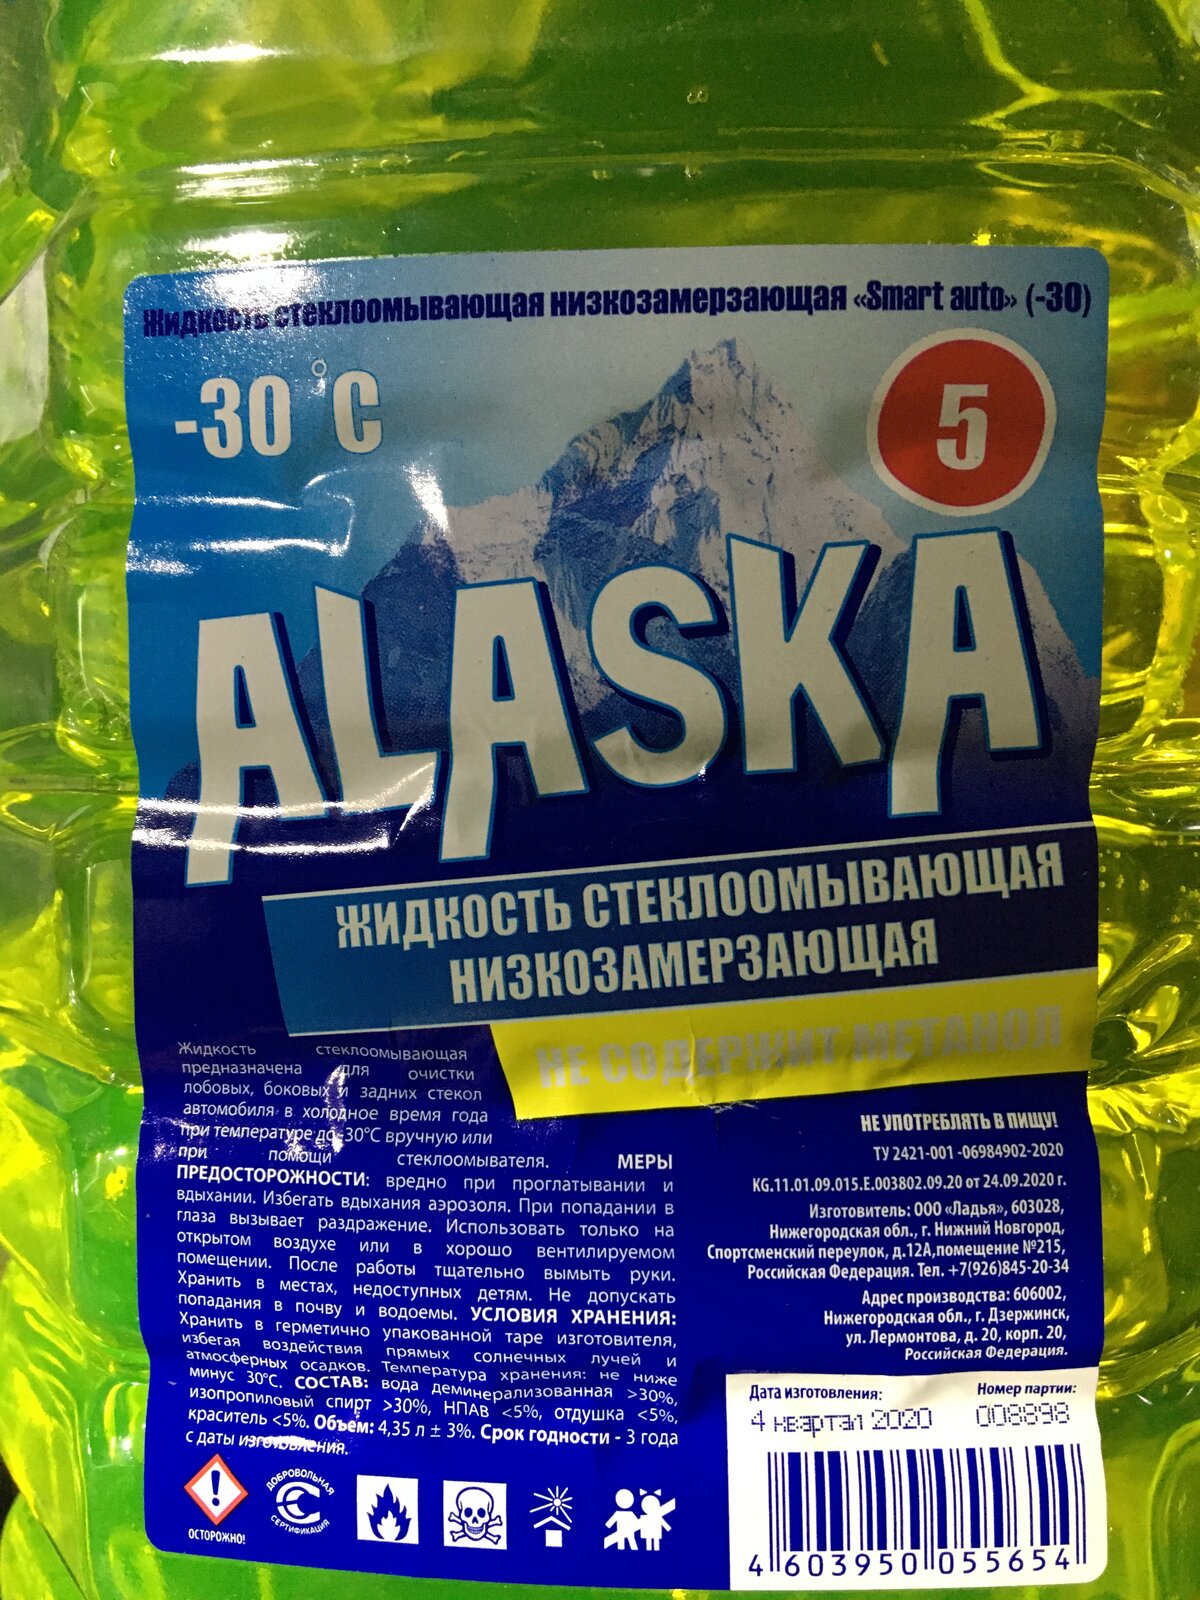 Жидкость стеклоомывающая низкозамерзающая «Smart auto» (-30)
-30 °C
5
ALASKA
ЖИДКОСТЬ СТЕКЛООМЫВАЮЩАЯ
НИЗКОЗАМЕРЗАЮЩАЯ
НЕ СОДЕРЖИТ МЕТАНОЛ
Жидкость стеклоомывающая
предназначена для очистки
лобовых, боковых и задних стекол
автомобиля в холодное время года
при температуре до -30°C вручную или
при помощи стеклоомывателя. МЕРЫ
ПРЕДОСТОРОЖНОСТИ: вредно при проглатывании и
вдыхании. Избегать вдыхания аэрозоля. При попадании в
глаза вызывает раздражение. Использовать только на
открытом воздухе или в хорошо вентилируемом
помещении. После работы тщательно вымыть руки.
Хранить в местах, недоступных детям. Не допускать
попадания в почву и водоемы. УСЛОВИЯ ХРАНЕНИЯ:
Хранить в герметично упакованной таре изготовителя,
избегая воздействия прямых солнечных лучей и
атмосферных осадков. Температура хранения: не ниже
минус 30°C. СОСТАВ: вода деминерализованная >30%,
изопропиловый спирт >30%, НПАВ <5%, отдушка <5%,
краситель <5%. Объем: 4,35 л ± 3%. Срок годности - 3 года
с даты изготовления.
ОСТОРОЖНО!
ДОБРОВОЛЬНАЯ
СЕРТИФИКАЦИЯ
НЕ УПОТРЕБЛЯТЬ В ПИЩУ!
ТУ 2421-001 -06984902-2020
KG.11.01.09.015.E.003802.09.20 от 24.09.2020 г.
Изготовитель: ООО «Ладья», 603028,
Нижегородская обл., г. Нижний Новгород,
Спортсменский переулок, д.12А,помещение №215,
Российская Федерация. Тел. +7(926)845-20-34
Адрес производства: 606002,
Нижегородская обл., г. Дзержинск,
ул. Лермонтова, д. 20, корп. 20,
Российская Федерация.
Дата изготовления: Номер партии:
4 квартал 2020 008898
4 603950 055654